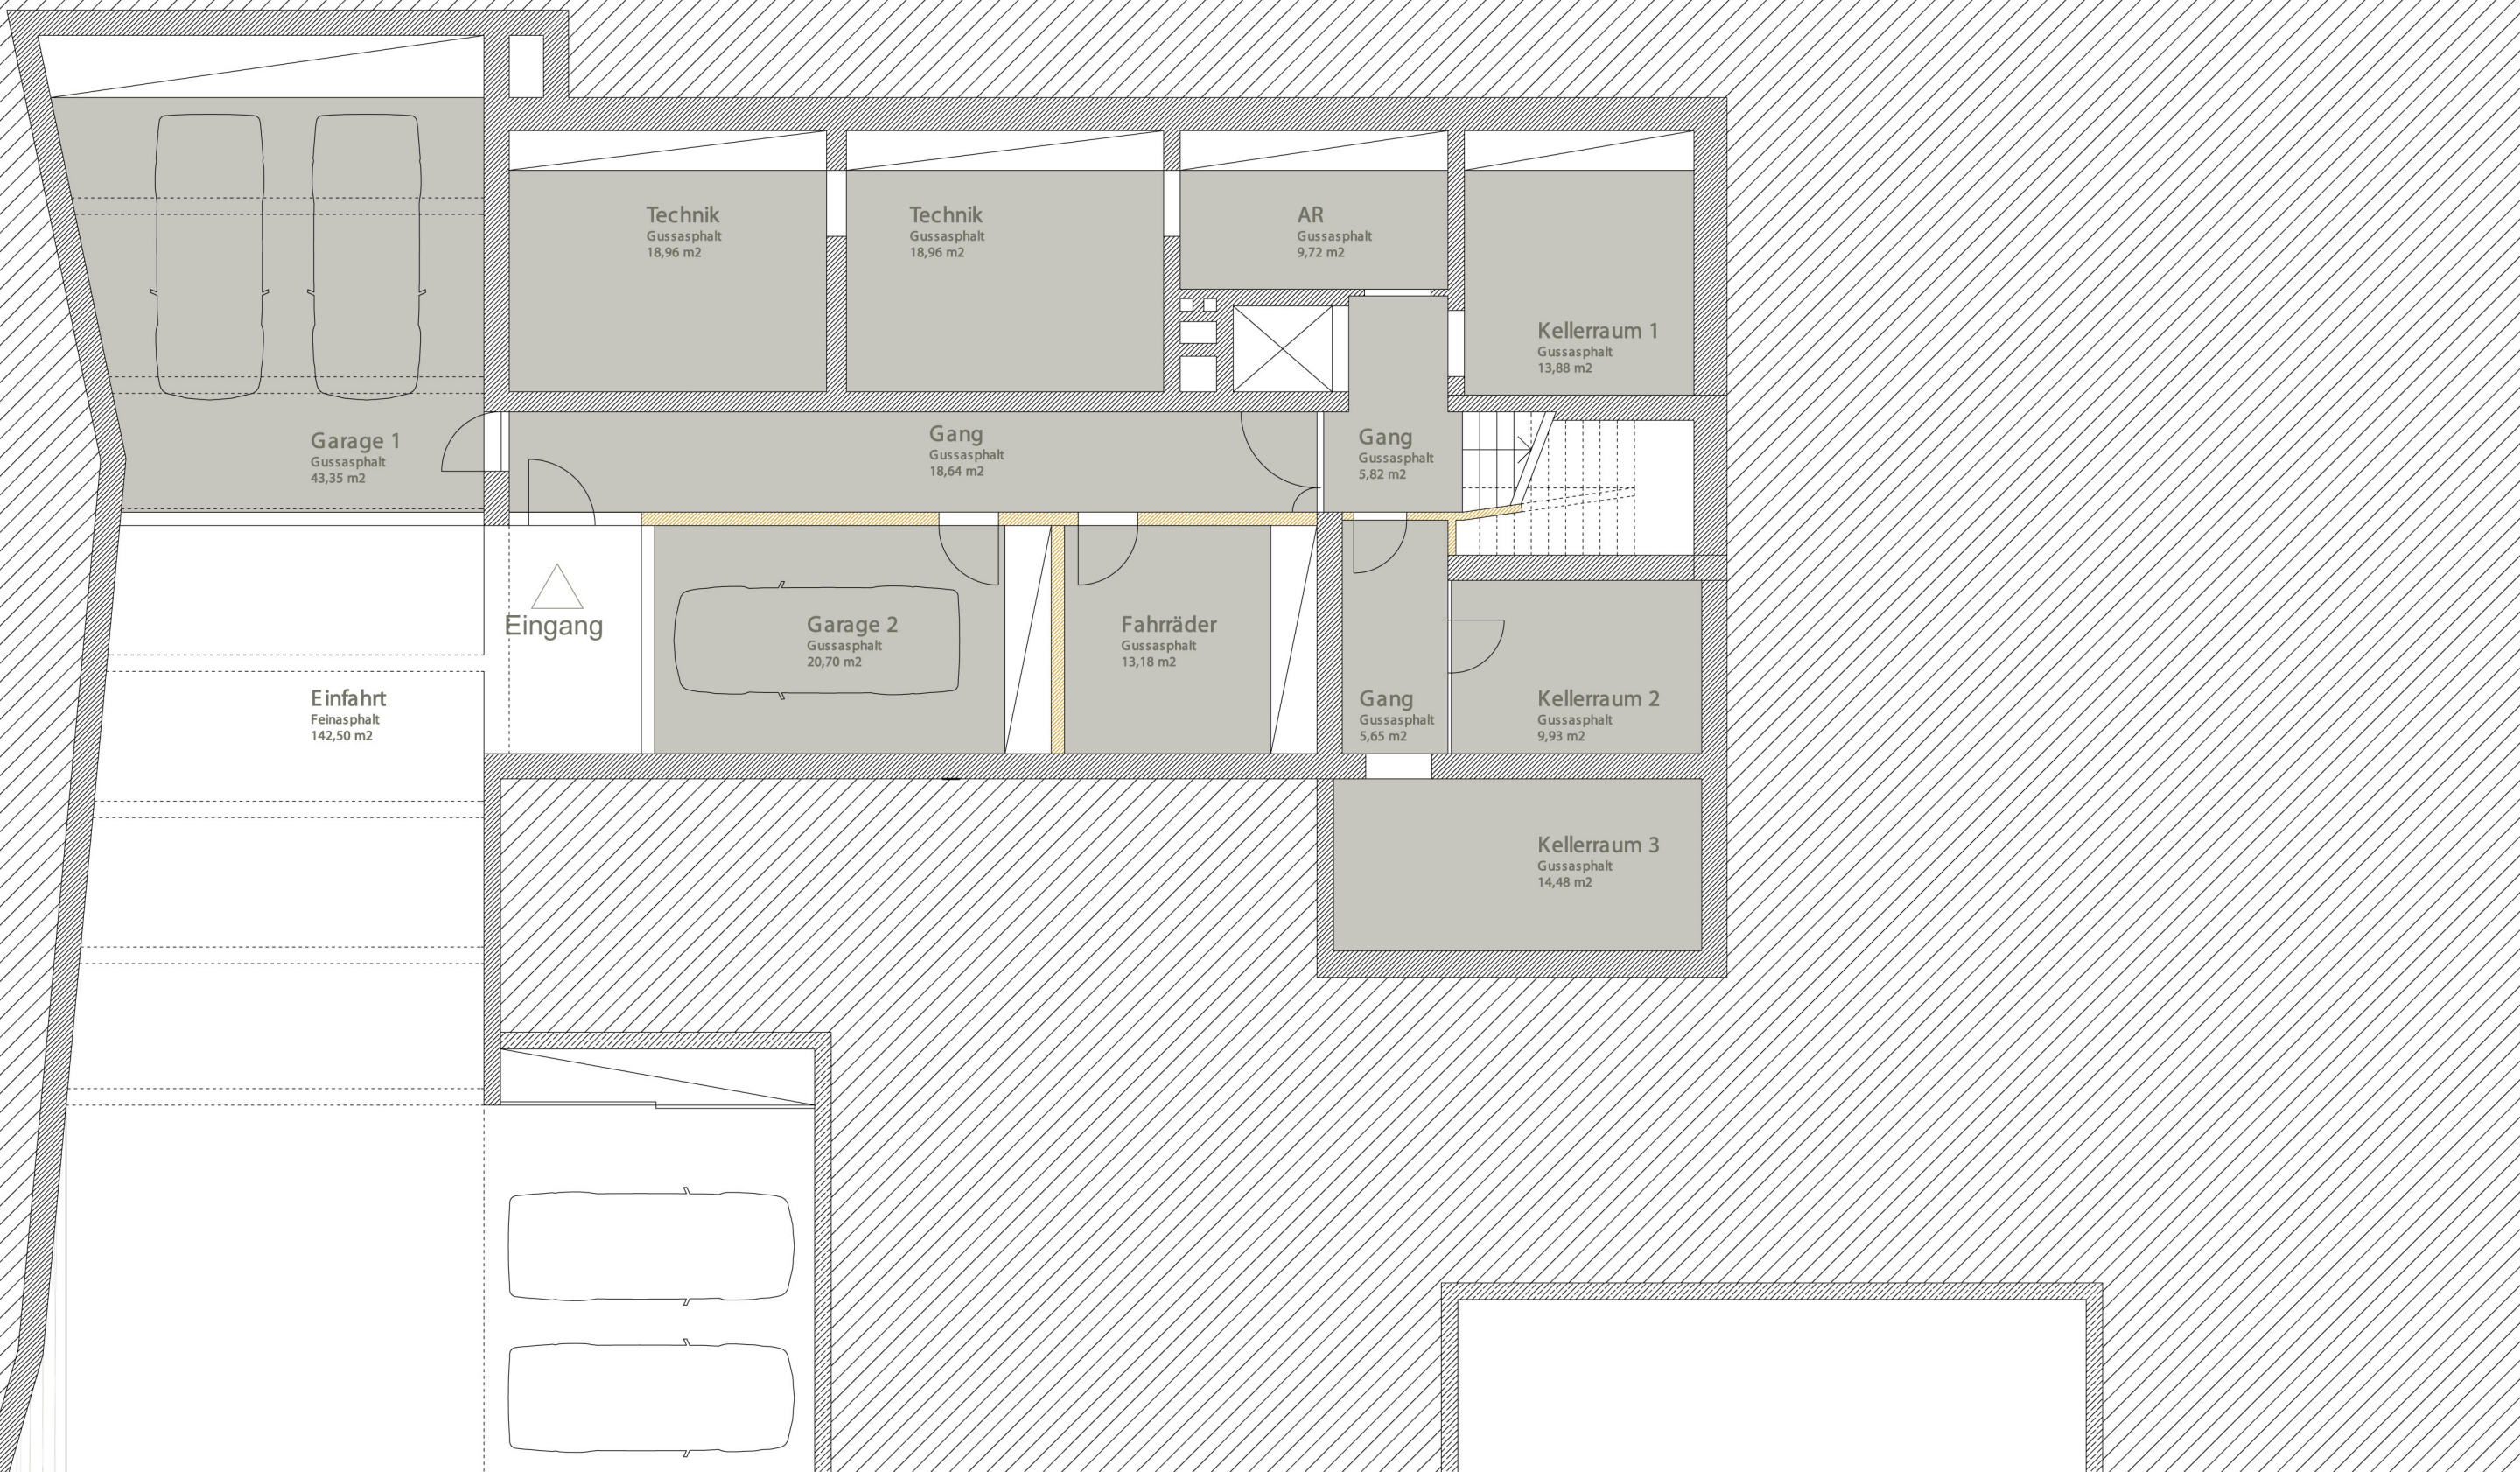 Technik
Gussasphalt
18,96 m2
Technik
Gussasphalt
18,96 m2
AR
Gussasphalt
9,72 m2
Kellerraum 1
Gussasphalt
13,88 m2
Garage 1
Gussasphalt
43,35 m2
Gang
Gussasphalt
18,64 m2
Gang
Gussasphalt
5,82 m2
Eingang
Garage 2
Gussasphalt
20,70 m2
Fahrräder
Gussasphalt
13,18 m2
Einfahrt
Feinasphalt
142,50 m2
Gang
Gussasphalt
5,65 m2
Kellerraum 2
Gussasphalt
9,93 m2
Kellerraum 3
Gussasphalt
14,48 m2